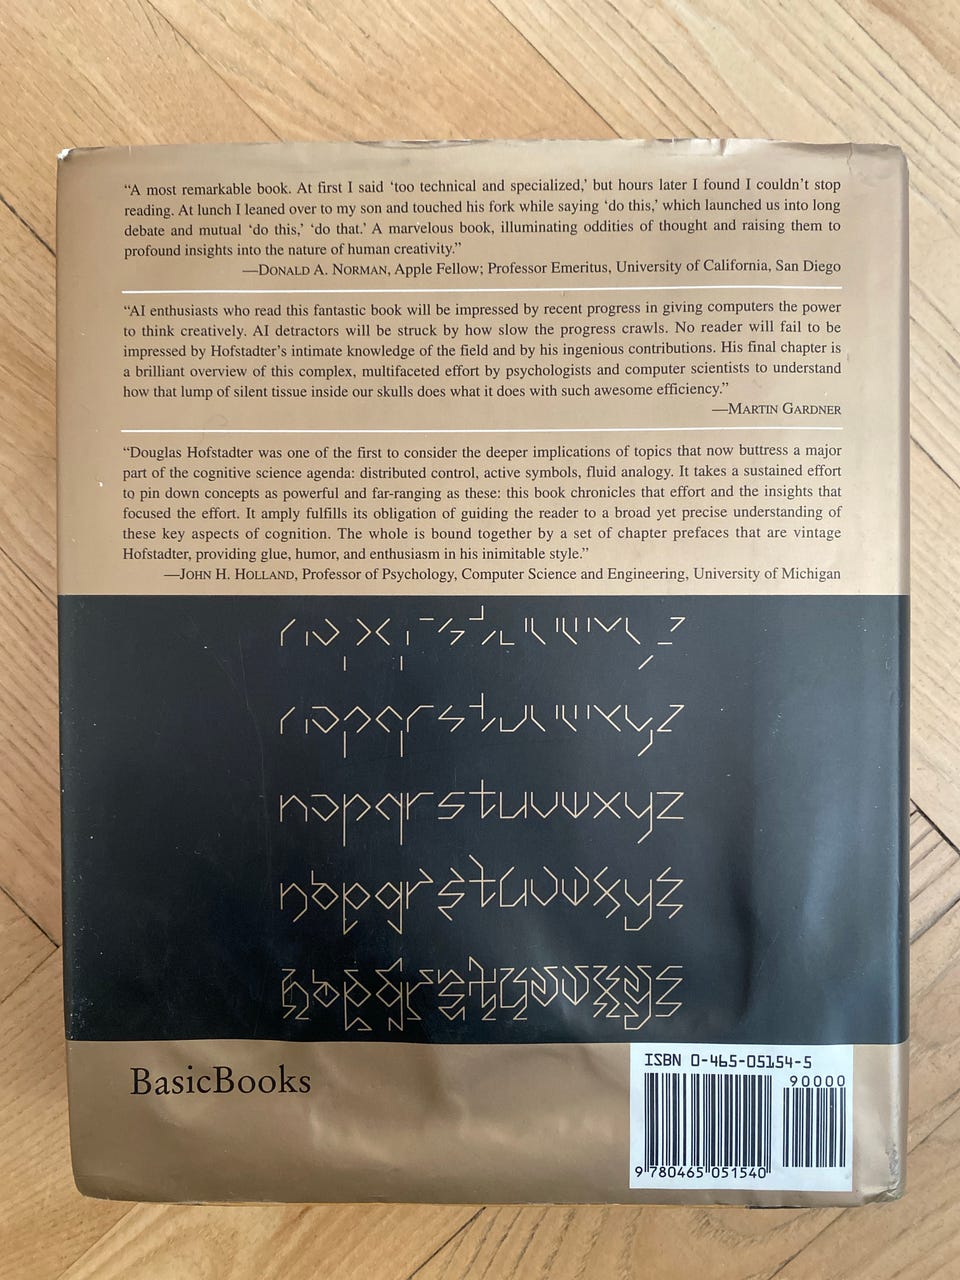 “A most remarkable book. At first I said ‘too technical and specialized,’ but hours later I found I couldn’t stop
reading. At lunch I leaned over to my son and touched his fork while saying ‘do this,’ which launched us into long
debate and mutual ‘do this,’ ‘do that.’ A marvelous book, illuminating oddities of thought and raising them to
profound insights into the nature of human creativity.”
—DONALD A. NORMAN, Apple Fellow; Professor Emeritus, University of California, San Diego
“AI enthusiasts who read this fantastic book will be impressed by recent progress in giving computers the power
to think creatively. AI detractors will be struck by how slow the progress crawls. No reader will fail to be
impressed by Hofstadter’s intimate knowledge of the field and by his ingenious contributions. His final chapter is
a brilliant overview of this complex, multifaceted effort by psychologists and computer scientists to understand
how that lump of silent tissue inside our skulls does what it does with such awesome efficiency.”
—MARTIN GARDNER
“Douglas Hofstadter was one of the first to consider the deeper implications of topics that now buttress a major
part of the cognitive science agenda: distributed control, active symbols, fluid analogy. It takes a sustained effort
to pin down concepts as powerful and far-ranging as these: this book chronicles that effort and the insights that
focused the effort. It amply fulfills its obligation of guiding the reader to a broad yet precise understanding of
these key aspects of cognition. The whole is bound together by a set of chapter prefaces that are vintage
Hofstadter, providing glue, humor, and enthusiasm in his inimitable style.”
—JOHN H. HOLLAND, Professor of Psychology, Computer Science and Engineering, University of Michigan
nopqrstuvwxyz
nopqrstuvwxyz
nopqrstuvwxyz
BasicBooks
ISBN 0-465-05154-5
90000
9 780465 051540